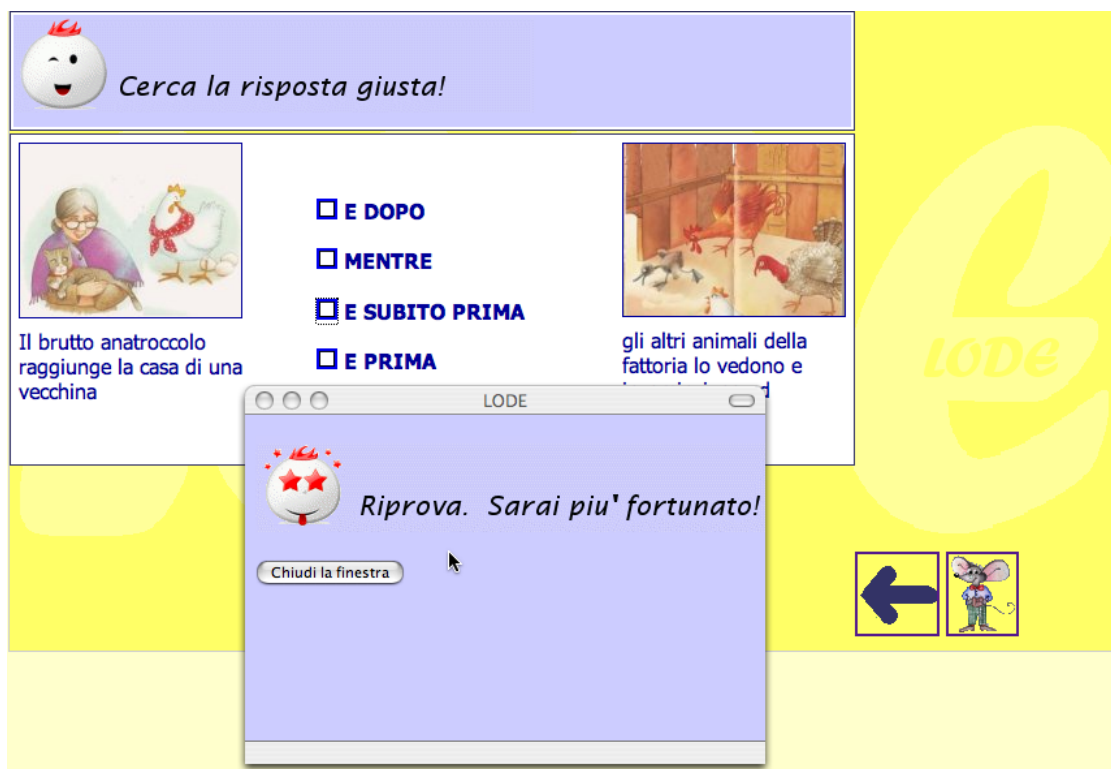 Cerca la risposta giusta!
E DOPO
MENTRE
E SUBITO PRIMA
E PRIMA
Il brutto anatroccolo
raggiunge la casa di una
vecchina
gli altri animali della
fattoria lo vedono e
LODE
LODE
Riprova. Sarai piu' fortunato!
Chiudi la finestra